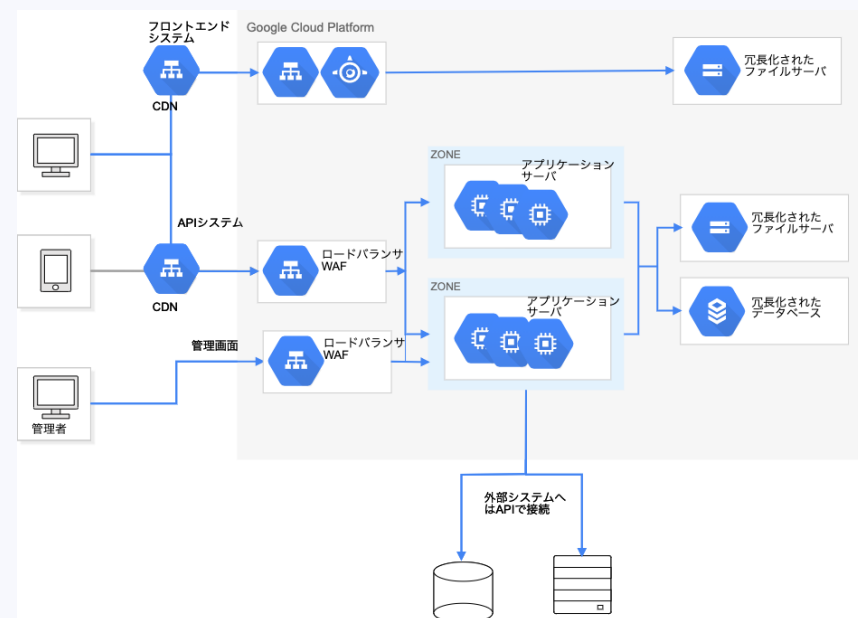 フロントエンド
システム
Google Cloud Platform
CDN
冗長化された
ファイルサーバ
ZONE
アプリケーション
サーバ
APIシステム
CDN
ロードバランサ
WAF
冗長化された
ファイルサーバ
ZONE
アプリケーション
サーバ
冗長化された
データベース
管理画面
ロードバランサ
WAF
管理者
外部システムへ
はAPIで接続